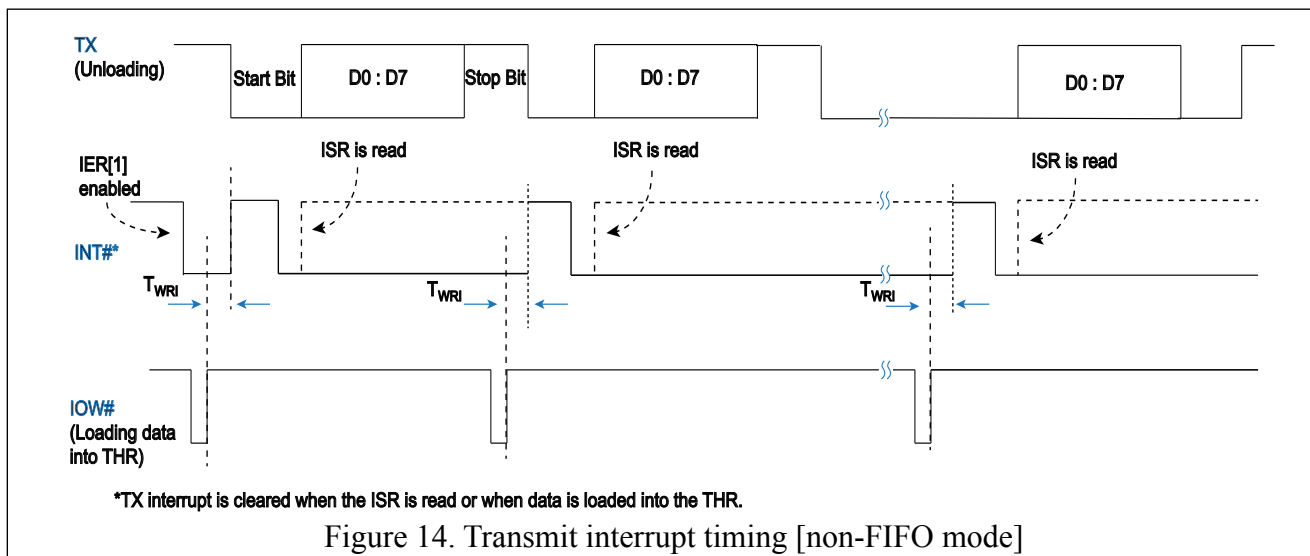 TX
(Unloading)
Start Bit
D0 : D7
Stop Bit
D0 : D7
D0 : D7
IER[1]
enabled
ISR is read
ISR is read
ISR is read
INT#*
TWRI
TWRI
TWRI
IOW#
(Loading data
into THR)
*TX interrupt is cleared when the ISR is read or when data is loaded into the THR.
Figure 14. Transmit interrupt timing [non-FIFO mode]